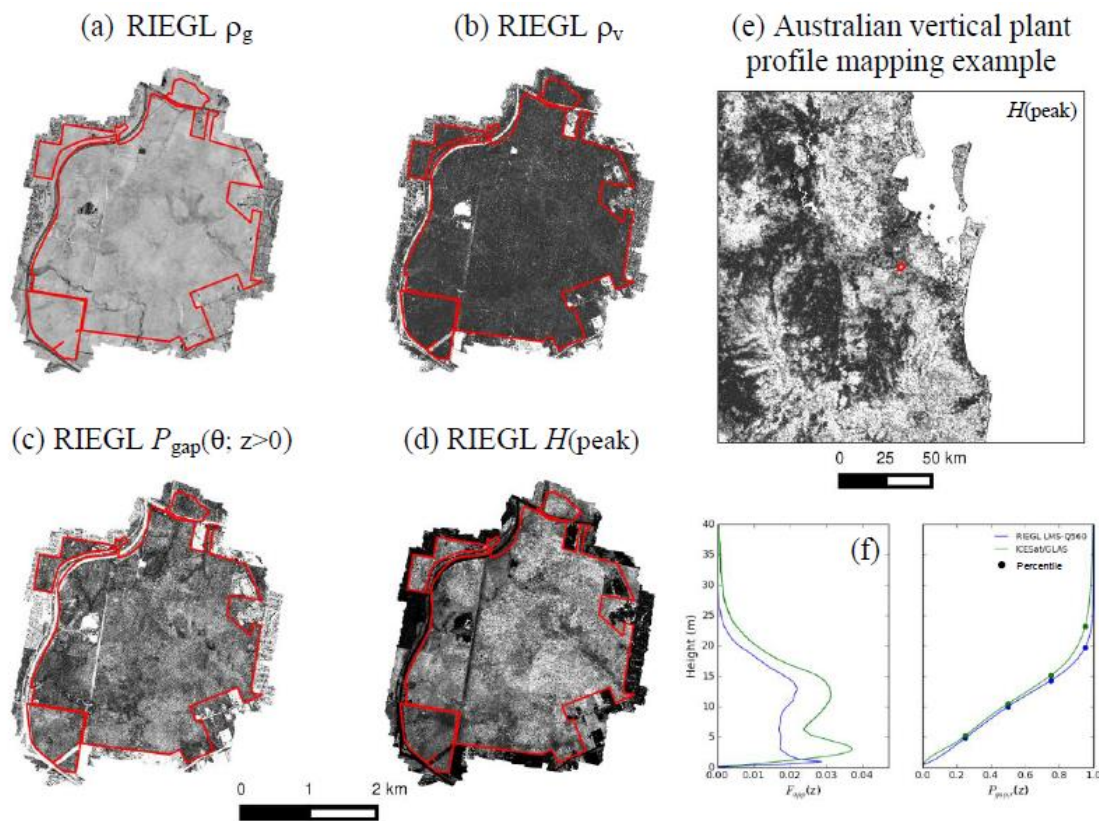 (a) RIEGL ρg
(b) RIEGL ρv
(e) Australian vertical plant
profile mapping example
H(peak)
(c) RIEGL Pgap(θ; z>0)
(d) RIEGL H(peak)
0 25 50 km
0 1 2 km
(f)
RIEGL LMS-Q560
ICESat/GLAS
Percentile
Height (m)
40
35
30
25
20
15
10
5
0
0.00 0.01 0.02 0.03 0.04
Fapp(z)
0.0 0.2 0.4 0.6 0.8 1.0